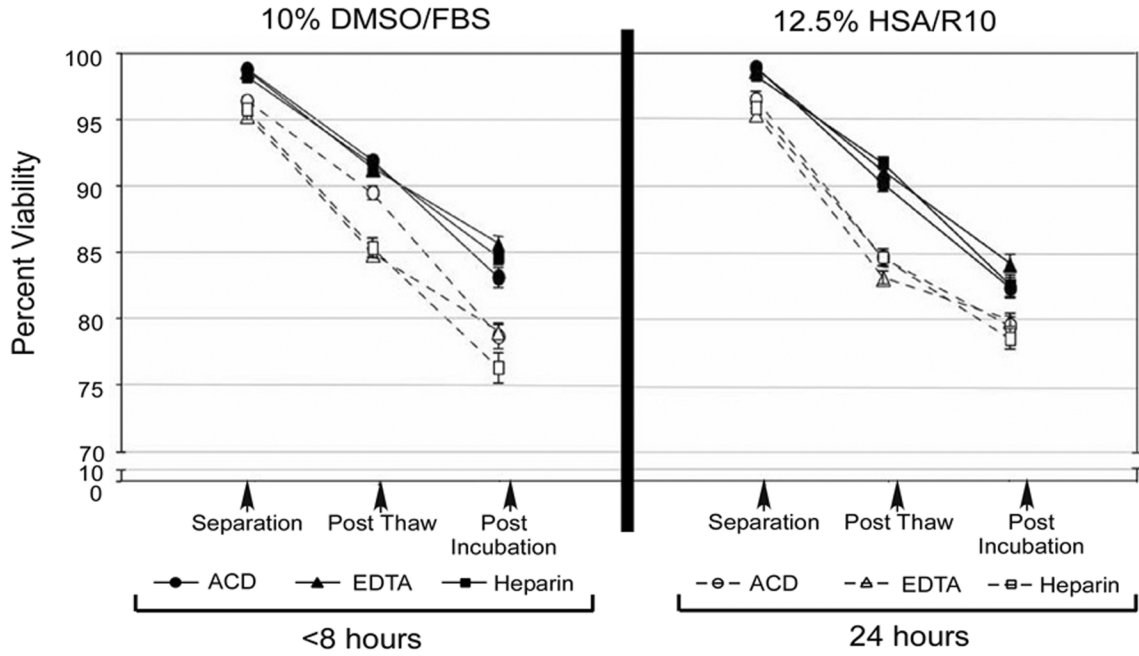 10% DMSO/FBS
12.5% HSA/R10
Percent Viability
100
95
90
85
80
75
70
10
0
Separation
Post Thaw
Post
Incubation
Separation
Post Thaw
Post
Incubation
ACD
EDTA
Heparin
ACD
EDTA
Heparin
<8 hours
24 hours